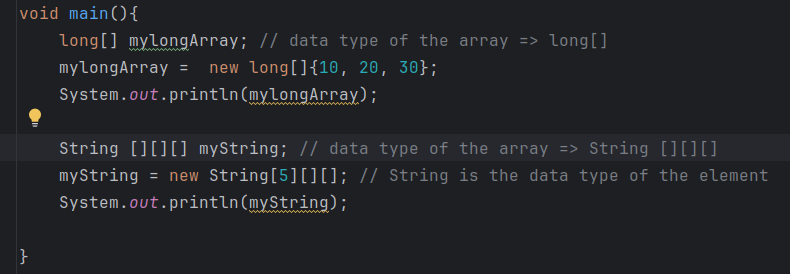 void main(){
long[] mylongArray; // data type of the array => long[]
mylongArray =  new long[]{10, 20, 30};
System.out.println(mylongArray);
String [][][] myString; // data type of the array => String [][][]
myString = new String[5][][]; // String is the data type of the element
System.out.println(myString);
}